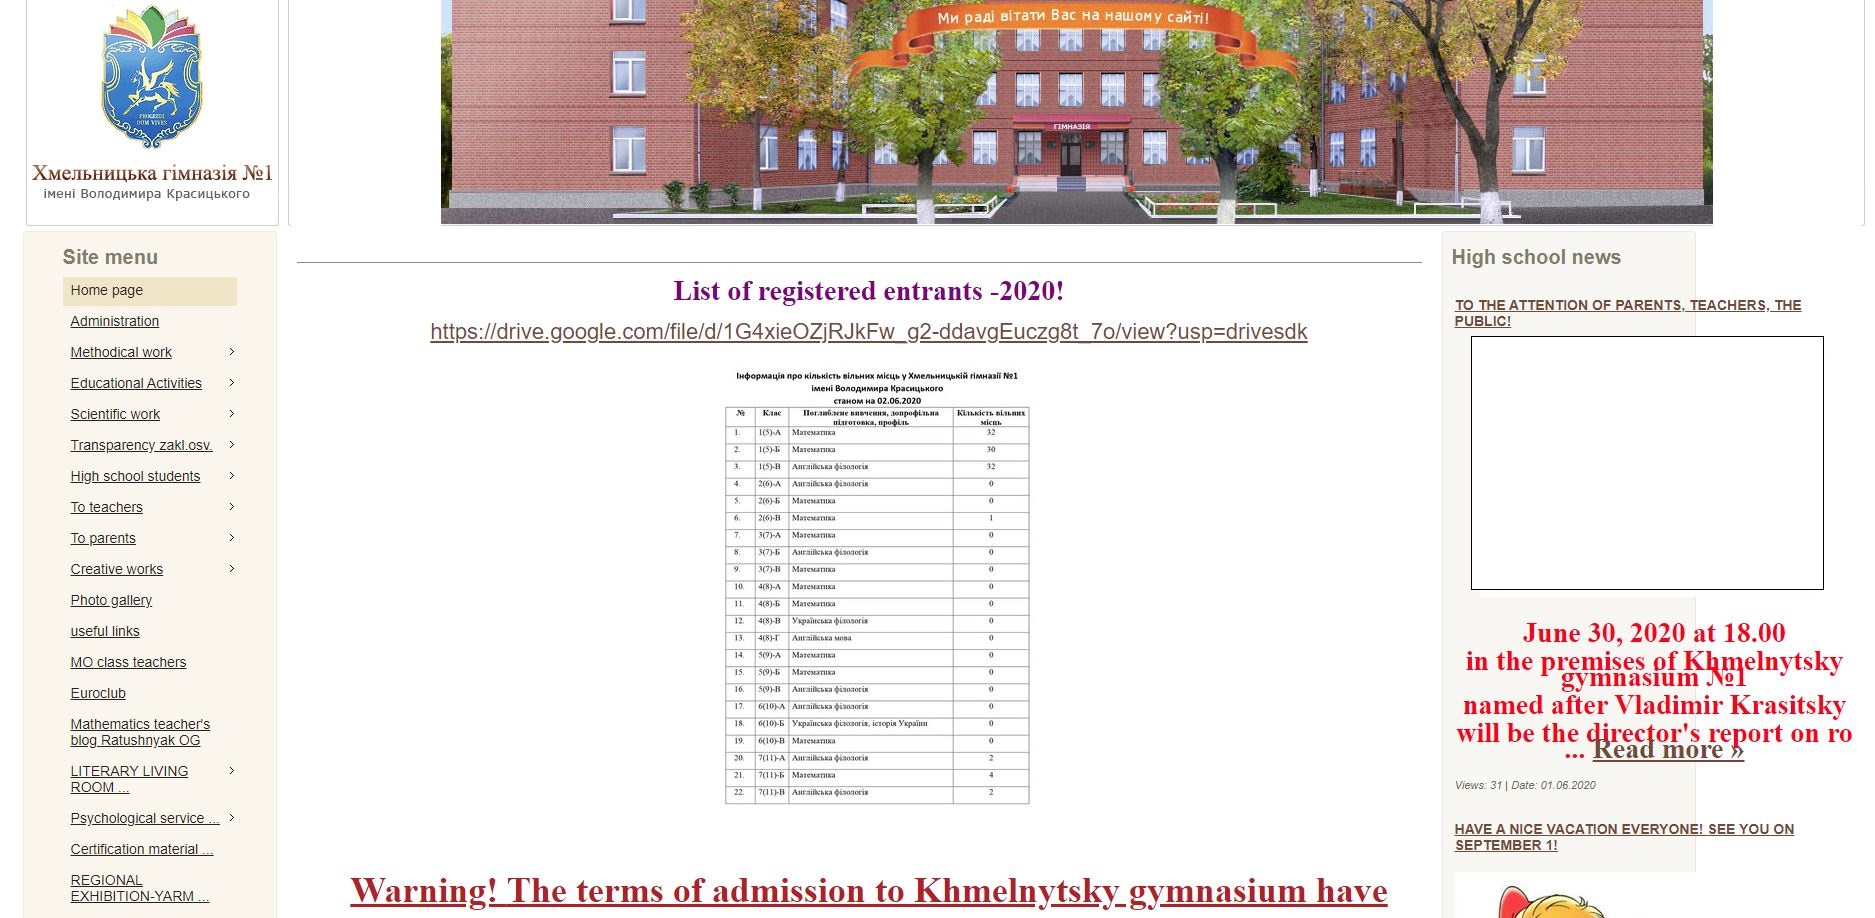 Ми раді вітати Вас на нашому сайті!
ГІМНАЗІЯ
PROGREDI
DUM VIVES
Хмельницька гімназія №1
імені Володимира Красицького
Site menu
Home page
Administration
Methodical work
Educational Activities
Scientific work
Transparency zakl.osv.
High school students
To teachers
To parents
Creative works
Photo gallery
useful links
MO class teachers
Euroclub
Mathematics teacher's
blog Ratushnyak OG
LITERARY LIVING
ROOM ...
Psychological service ...
Certification material ...
REGIONAL
EXHIBITION-YARM ...
List of registered entrants -2020!
https://drive.google.com/file/d/1G4xieOZjRJkFw_g2-ddavgEuczg8t_7o/view?usp=drivesdk
Інформація про кількість вільних місць у Хмельницькій гімназії №1
імені Володимира Красицького
станом на 02.06.2020
№ Клас Поглиблене вивчення, допрофільна підготовка, профіль Кількість вільних місць
1. 1(5)-А Математика 32
2. 1(5)-Б Математика 30
3. 1(5)-В Англійська філологія 32
4. 2(6)-А Англійська філологія 0
5. 2(6)-Б Математика 0
6. 2(6)-В Математика 1
7. 3(7)-А Математика 0
8. 3(7)-Б Англійська філологія 0
9. 3(7)-В Математика 0
10. 4(8)-А Математика 0
11. 4(8)-Б Математика 0
12. 4(8)-В Українська філологія 0
13. 4(8)-Г Англійська мова 0
14. 5(9)-А Математика 0
15. 5(9)-Б Математика 0
16. 5(9)-В Англійська філологія 0
17. 6(10)-А Англійська філологія 0
18. 6(10)-Б Українська філологія, історія України 0
19. 6(10)-В Математика 0
20. 7(11)-А Англійська філологія 2
21. 7(11)-Б Математика 4
22. 7(11)-В Англійська філологія 2
Warning! The terms of admission to Khmelnytsky gymnasium have
High school news
TO THE ATTENTION OF PARENTS, TEACHERS, THE
PUBLIC!
June 30, 2020 at 18.00
in the premises of Khmelnytsky
gymnasium №1
named after Vladimir Krasitsky
will be the director's report on ro
... Read more »
Views: 31 | Date: 01.06.2020
HAVE A NICE VACATION EVERYONE! SEE YOU ON
SEPTEMBER 1!